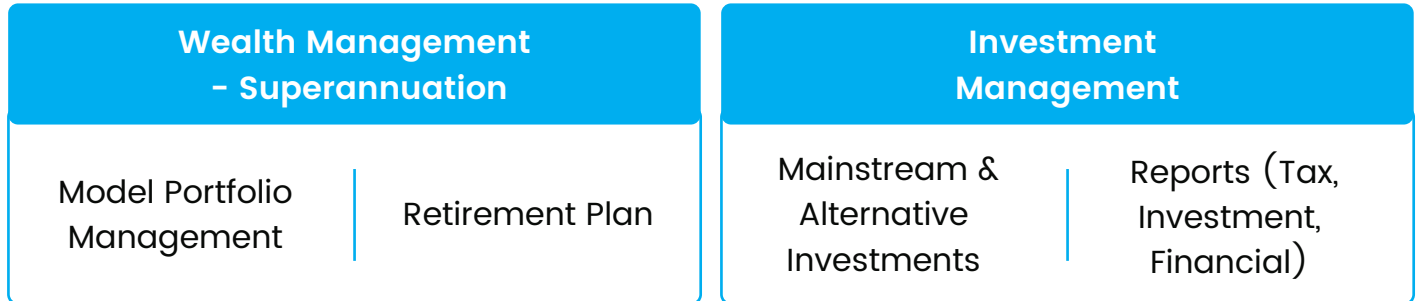 Wealth Management
- Superannuation
Model Portfolio
Management
Retirement Plan
Investment
Management
Mainstream &
Alternative
Investments
Reports (Tax,
Investment,
Financial)